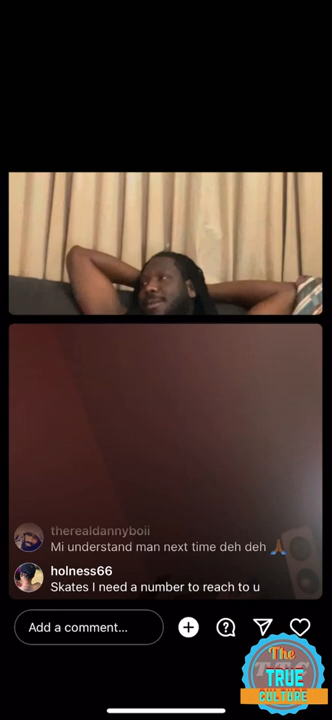 therealdannyboii
Mi understand man next time deh deh 🙏🏾
holness66
Skates I need a number to reach to u
Add a comment...
The
TRUE
CULTURE